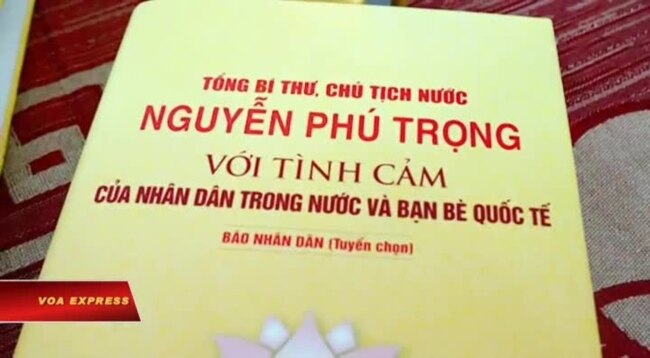 TỔNG BÍ THƯ, CHỦ TỊCH NƯỚC
NGUYỄN PHÚ TRỌNG
VỚI TÌNH CẢM
CỦA NHÂN DÂN TRONG NƯỚC VÀ BẠN BÈ QUỐC TẾ
BÁO NHÂN DÂN (Tuyển chọn)
VOA EXPRESS